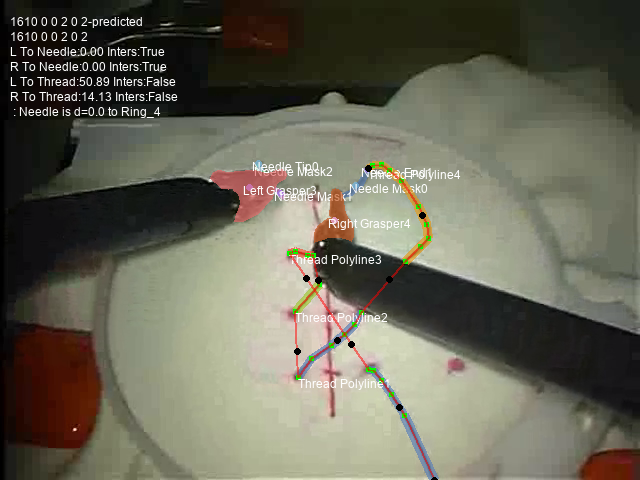 1610 0 0 2 0 2-predicted
1610 0 0 2 0 2
L To Needle:0.00 Inters:True
R To Needle:0.00 Inters:True
L To Thread:50.89 Inters:False
R To Thread:14.13 Inters:False
: Needle is d=0.0 to Ring_4
Needle Tip0
Needle Mask2
Thread Polyline4
Left Grasper3
Needle Mask0
Needle Mask
Right Grasper4
Thread Polyline3
Thread Polyline2
Thread Polyline1